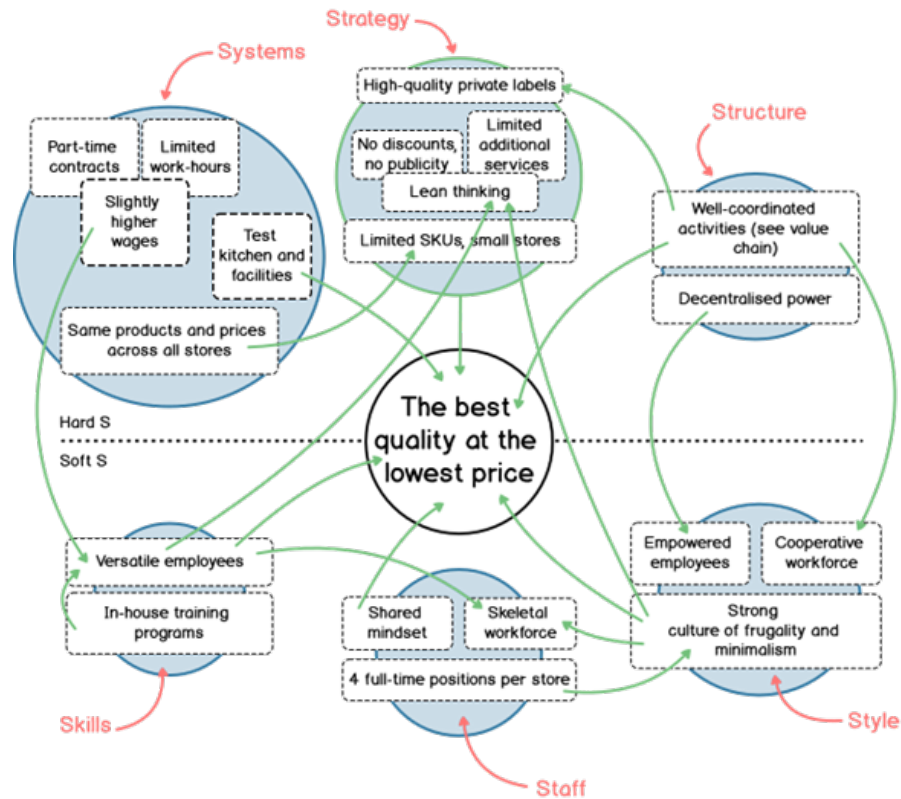 Strategy
Systems
High-quality private labels
Structure
Part-time
contracts
Limited
work-hours
No discounts,
no publicity
Limited
additional
services
Slightly
higher
wages
Lean thinking
Well-coordinated
activities (see value
chain)
Test
kitchen and
facilities
Limited SKUs, small stores
Decentralised power
Same products and prices
across all stores
The best
quality at the
lowest price
Hard S
Soft S
Versatile employees
Empowered
employees
Cooperative
workforce
In-house training
programs
Shared
mindset
Skeletal
workforce
Strong
culture of frugality and
minimalism
4 full-time positions per store
Skills
Style
Staff